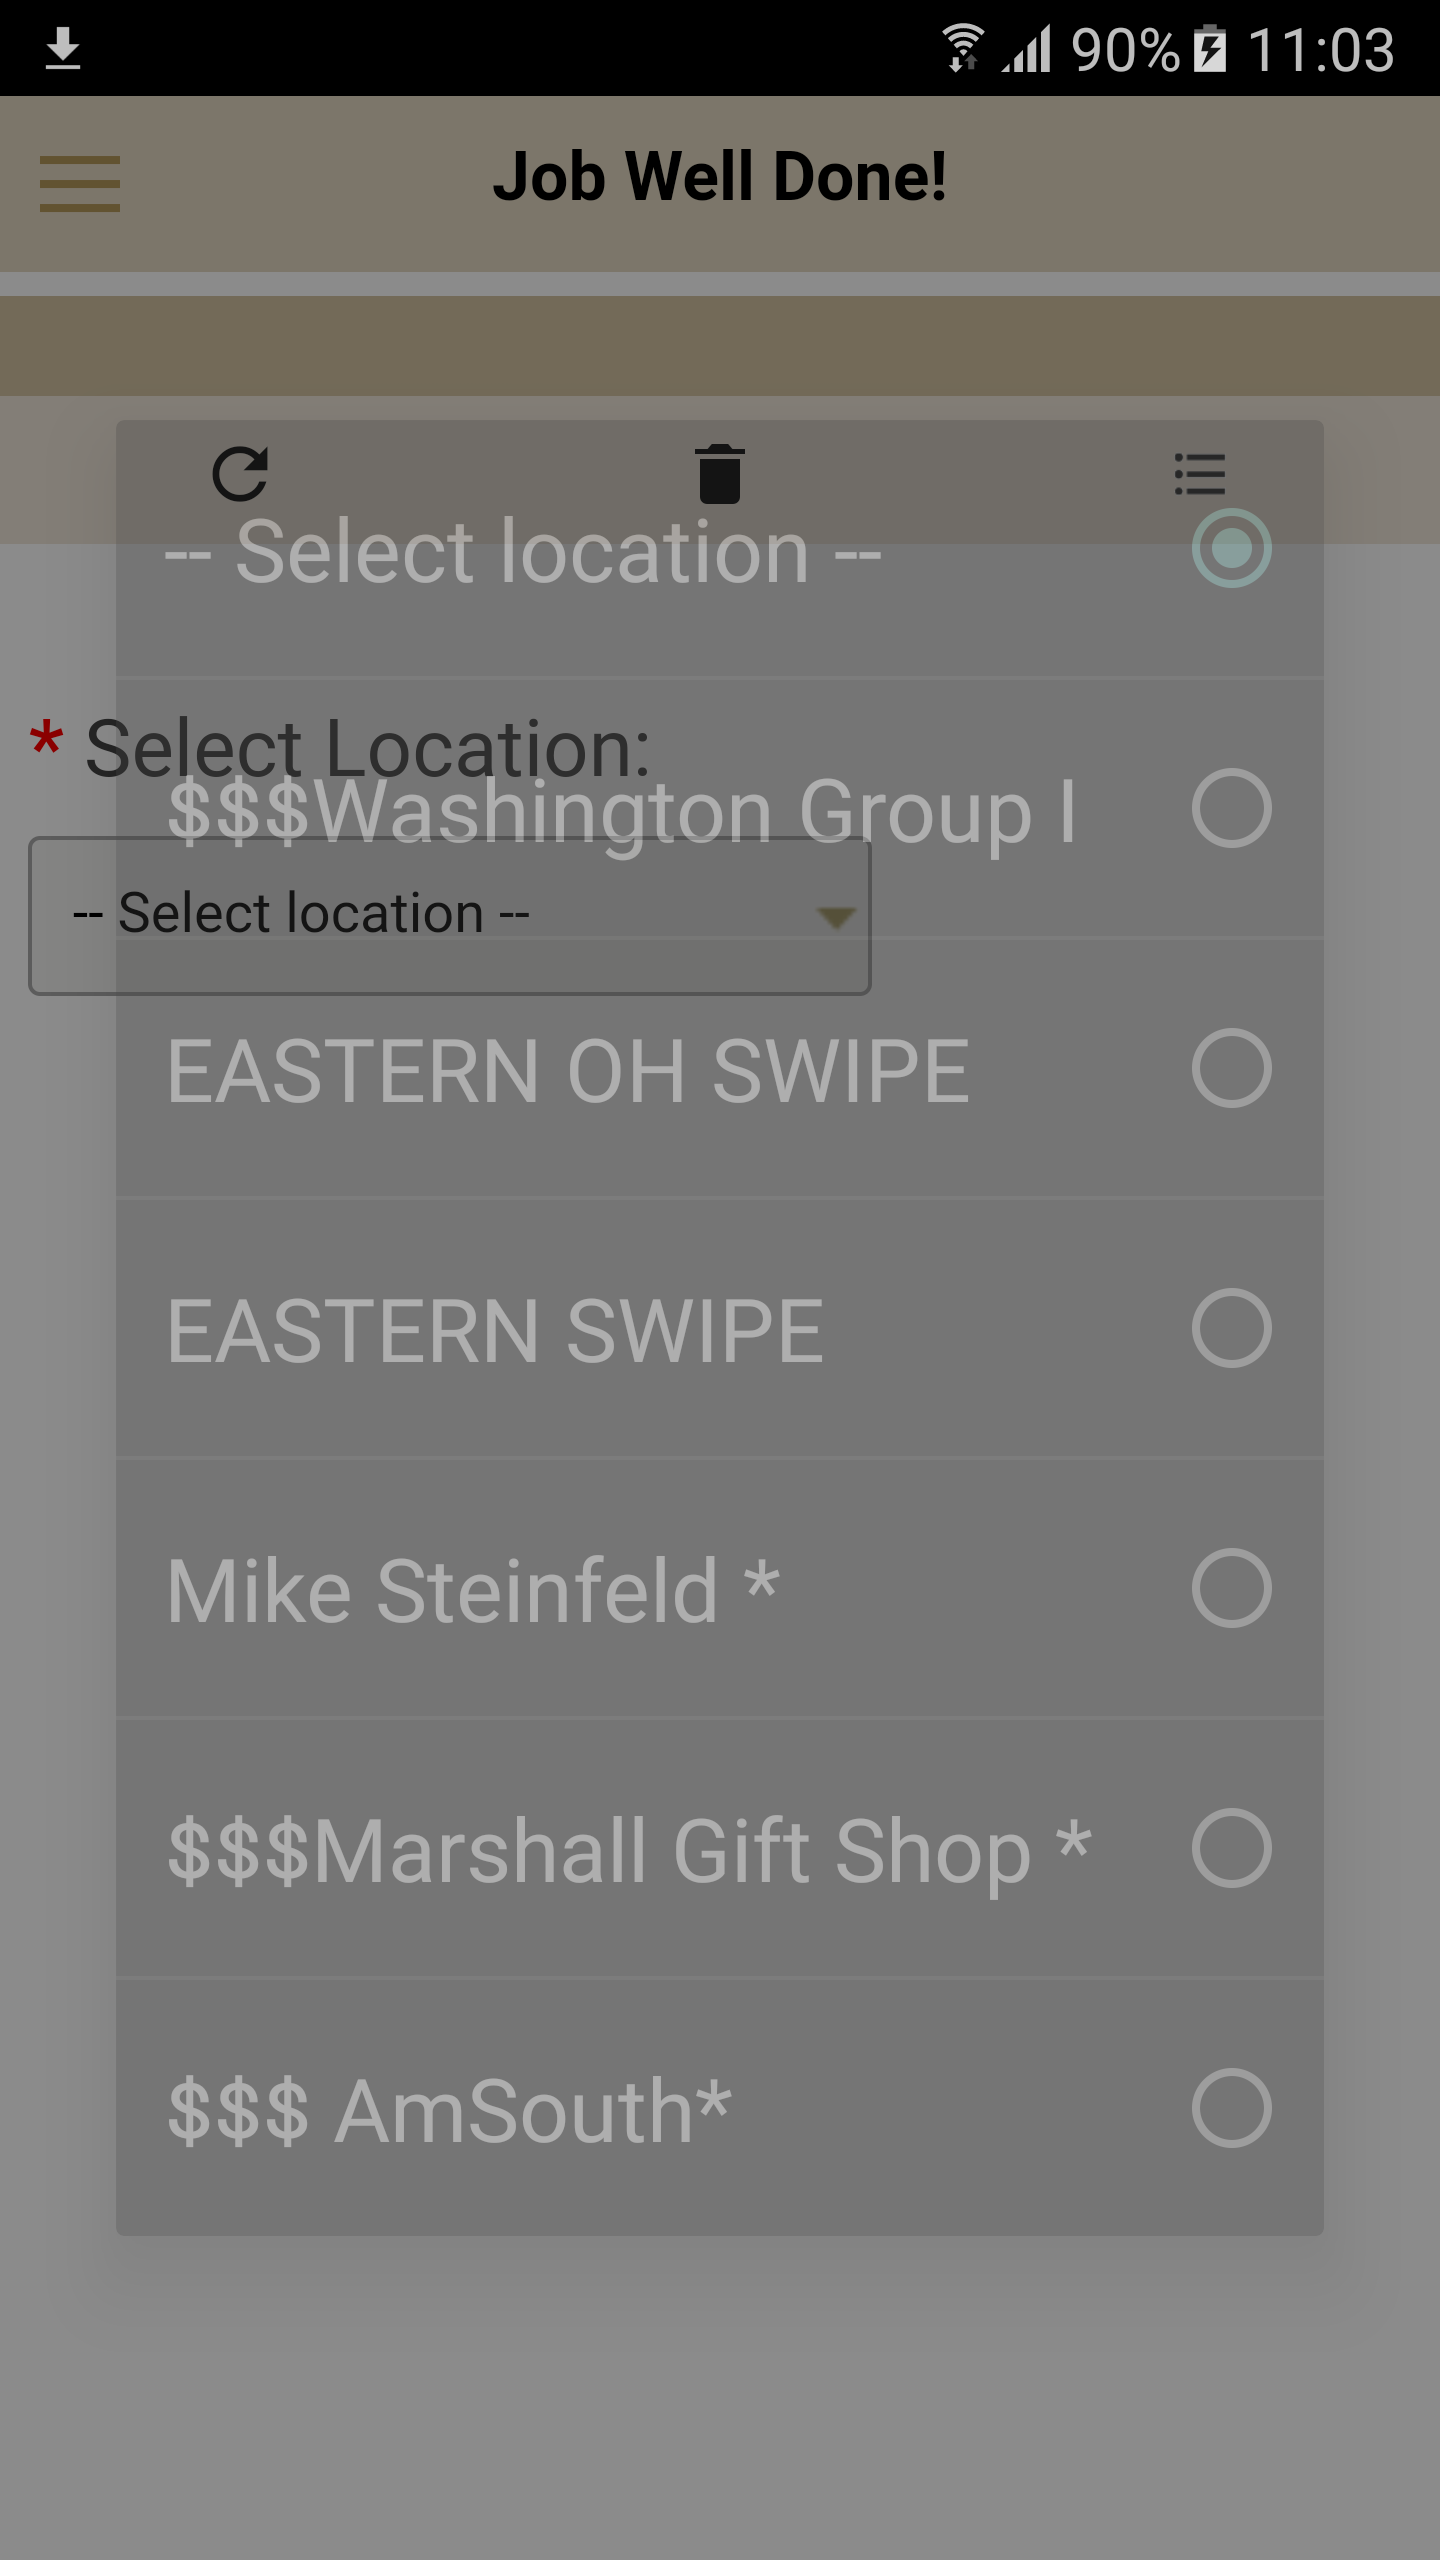 90% 11:03
Job Well Done!
-- Select location --
* Select Location:
$$$Washington Group I
-- Select location --
EASTERN OH SWIPE
EASTERN SWIPE
Mike Steinfeld *
$$$Marshall Gift Shop *
$$$ AmSouth*